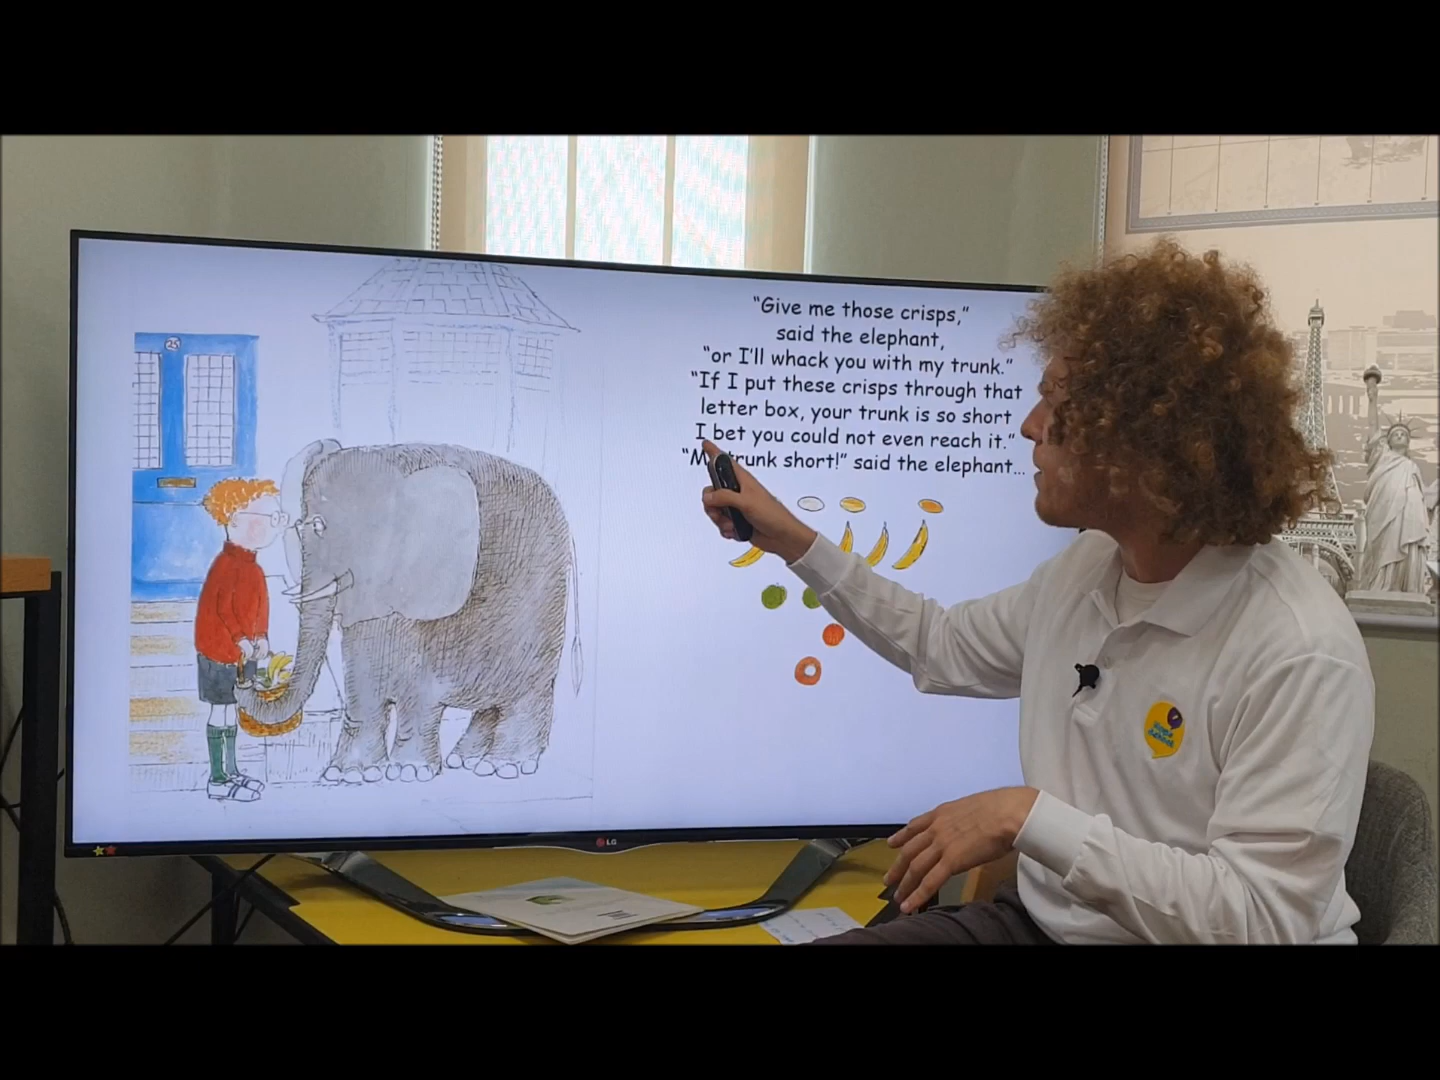 "Give me those crisps,"
said the elephant,
"or I'll whack you with my trunk."
"If I put these crisps through that
letter box, your trunk is so short
I bet you could not even reach it."
trunk short!" said the elephant...
25
LG